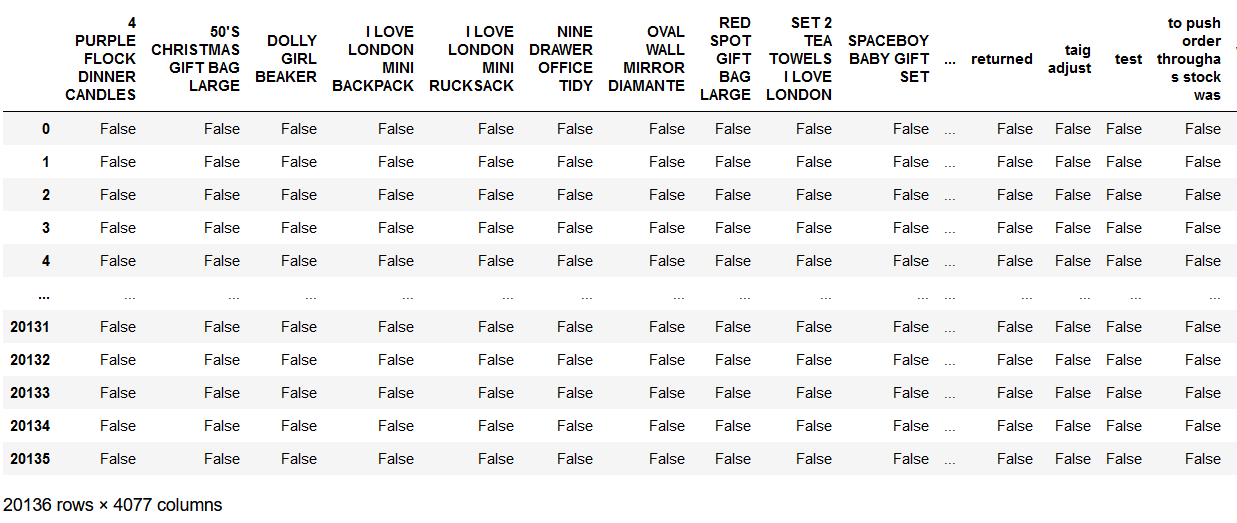 4
PURPLE
FLOCK
DINNER
CANDLES
50'S
CHRISTMAS
GIFT BAG
LARGE
DOLLY
GIRL
BEAKER
I LOVE
LONDON
MINI
BACKPACK
I LOVE
LONDON
MINI
RUCKSACK
NINE
DRAWER
OFFICE
TIDY
OVAL
WALL
MIRROR
DIAMANTE
RED
SPOT
GIFT
BAG
LARGE
SET 2
TEA
TOWELS
I LOVE
LONDON
SPACEBOY
BABY GIFT
SET
...
returned
taig
adjust
test
to push
order
througha
s stock
was
0 False False False False False False False False False False ... False False False False
1 False False False False False False False False False False ... False False False False
2 False False False False False False False False False False ... False False False False
3 False False False False False False False False False False ... False False False False
4 False False False False False False False False False False ... False False False False
... ... ... ... ... ... ... ... ... ... ... ... ... ... ... ...
20131 False False False False False False False False False False ... False False False False
20132 False False False False False False False False False False ... False False False False
20133 False False False False False False False False False False ... False False False False
20134 False False False False False False False False False False ... False False False False
20135 False False False False False False False False False False ... False False False False
20136 rows × 4077 columns